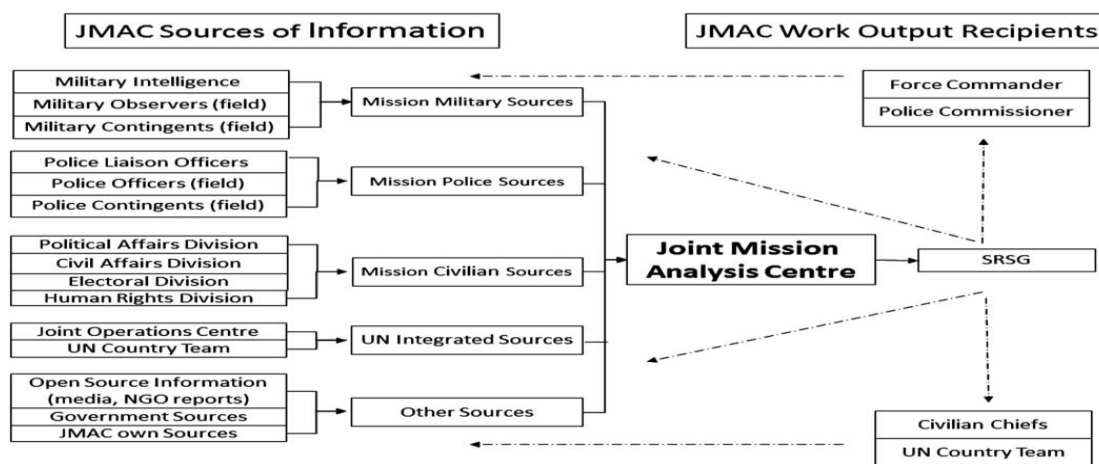 JMAC Sources of Information
JMAC Work Output Recipients
Military Intelligence
Military Observers (field)
Military Contingents (field)
Mission Military Sources
Police Liaison Officers
Police Officers (field)
Police Contingents (field)
Mission Police Sources
Political Affairs Division
Civil Affairs Division
Electoral Division
Human Rights Division
Mission Civilian Sources
Joint Operations Centre
UN Country Team
UN Integrated Sources
Open Source Information
(media, NGO reports)
Government Sources
JMAC own Sources
Other Sources
Joint Mission
Analysis Centre
SRSG
Force Commander
Police Commissioner
Civilian Chiefs
UN Country Team